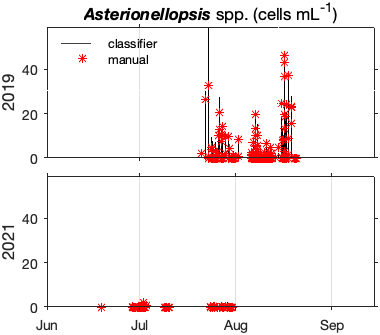 Asterionellopsis spp. (cells mL⁻¹)
classifier
manual
2019
40
20
0
2021
40
20
0
Jun Jul Aug Sep